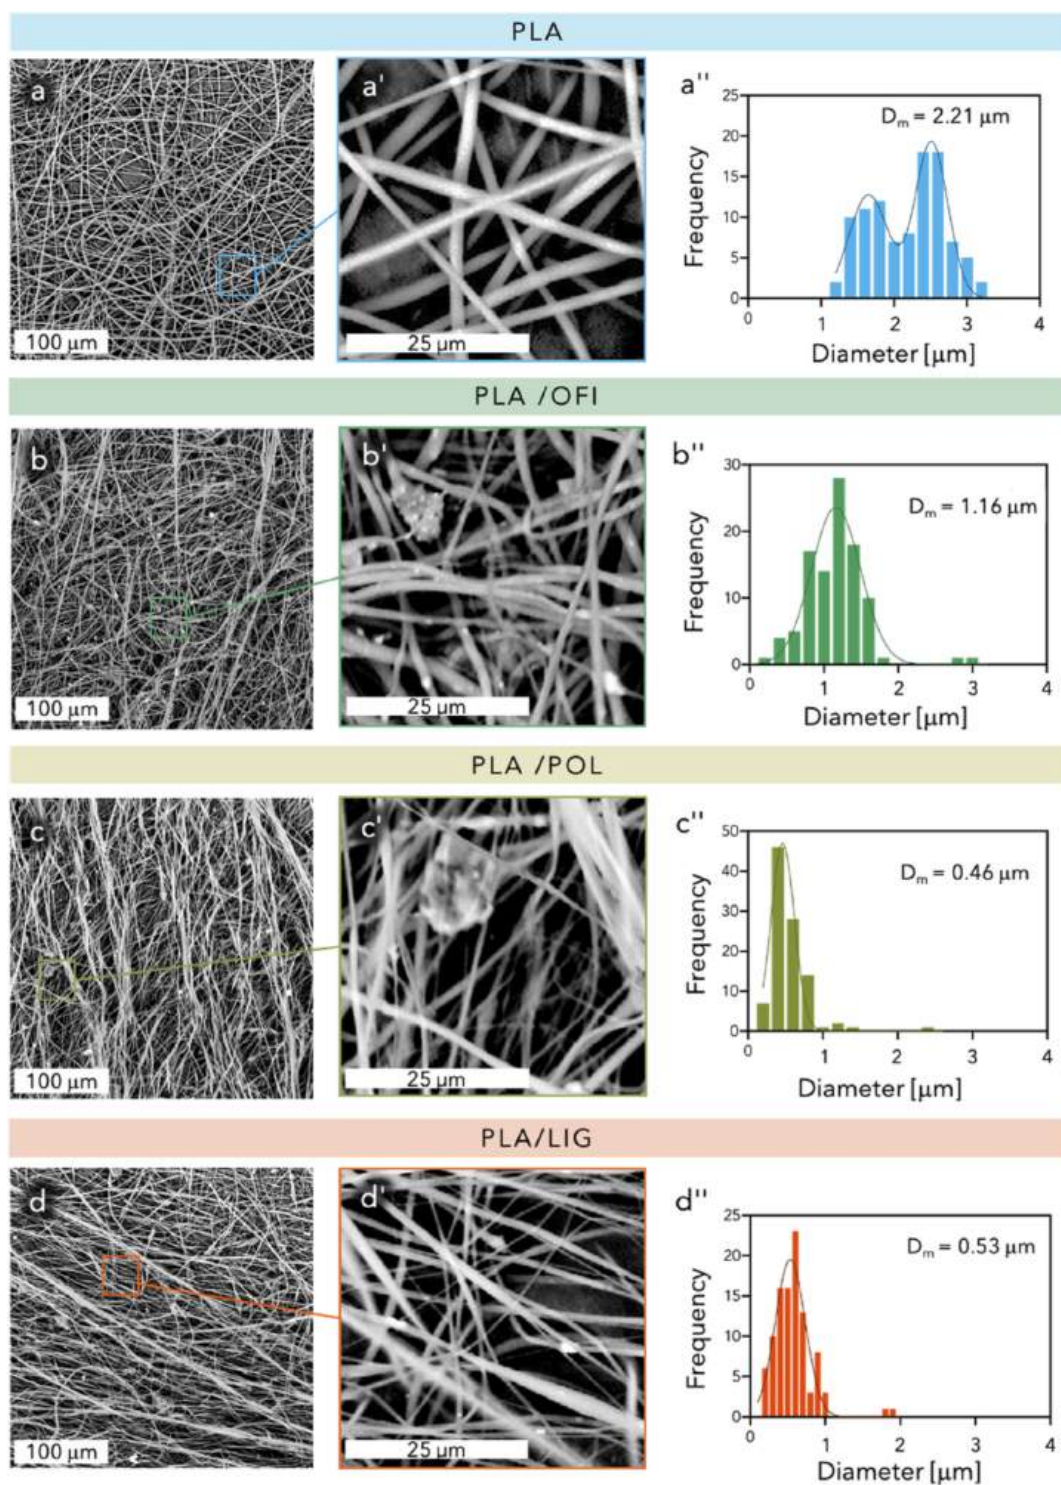 PLA
a
100 µm
a'
25 µm
a''
Frequency
25
20
15
10
5
0
Dₘ = 2.21 µm
0 1 2 3 4
Diameter [µm]
PLA /OFI
b
100 µm
b'
25 µm
b''
Frequency
30
20
10
0
Dₘ = 1.16 µm
0 1 2 3 4
Diameter [µm]
PLA /POL
c
100 µm
c'
25 µm
c''
Frequency
50
40
30
20
10
0
Dₘ = 0.46 µm
0 1 2 3 4
Diameter [µm]
PLA/LIG
d
100 µm
d'
25 µm
d''
Frequency
25
20
15
10
5
0
Dₘ = 0.53 µm
0 1 2 3 4
Diameter [µm]